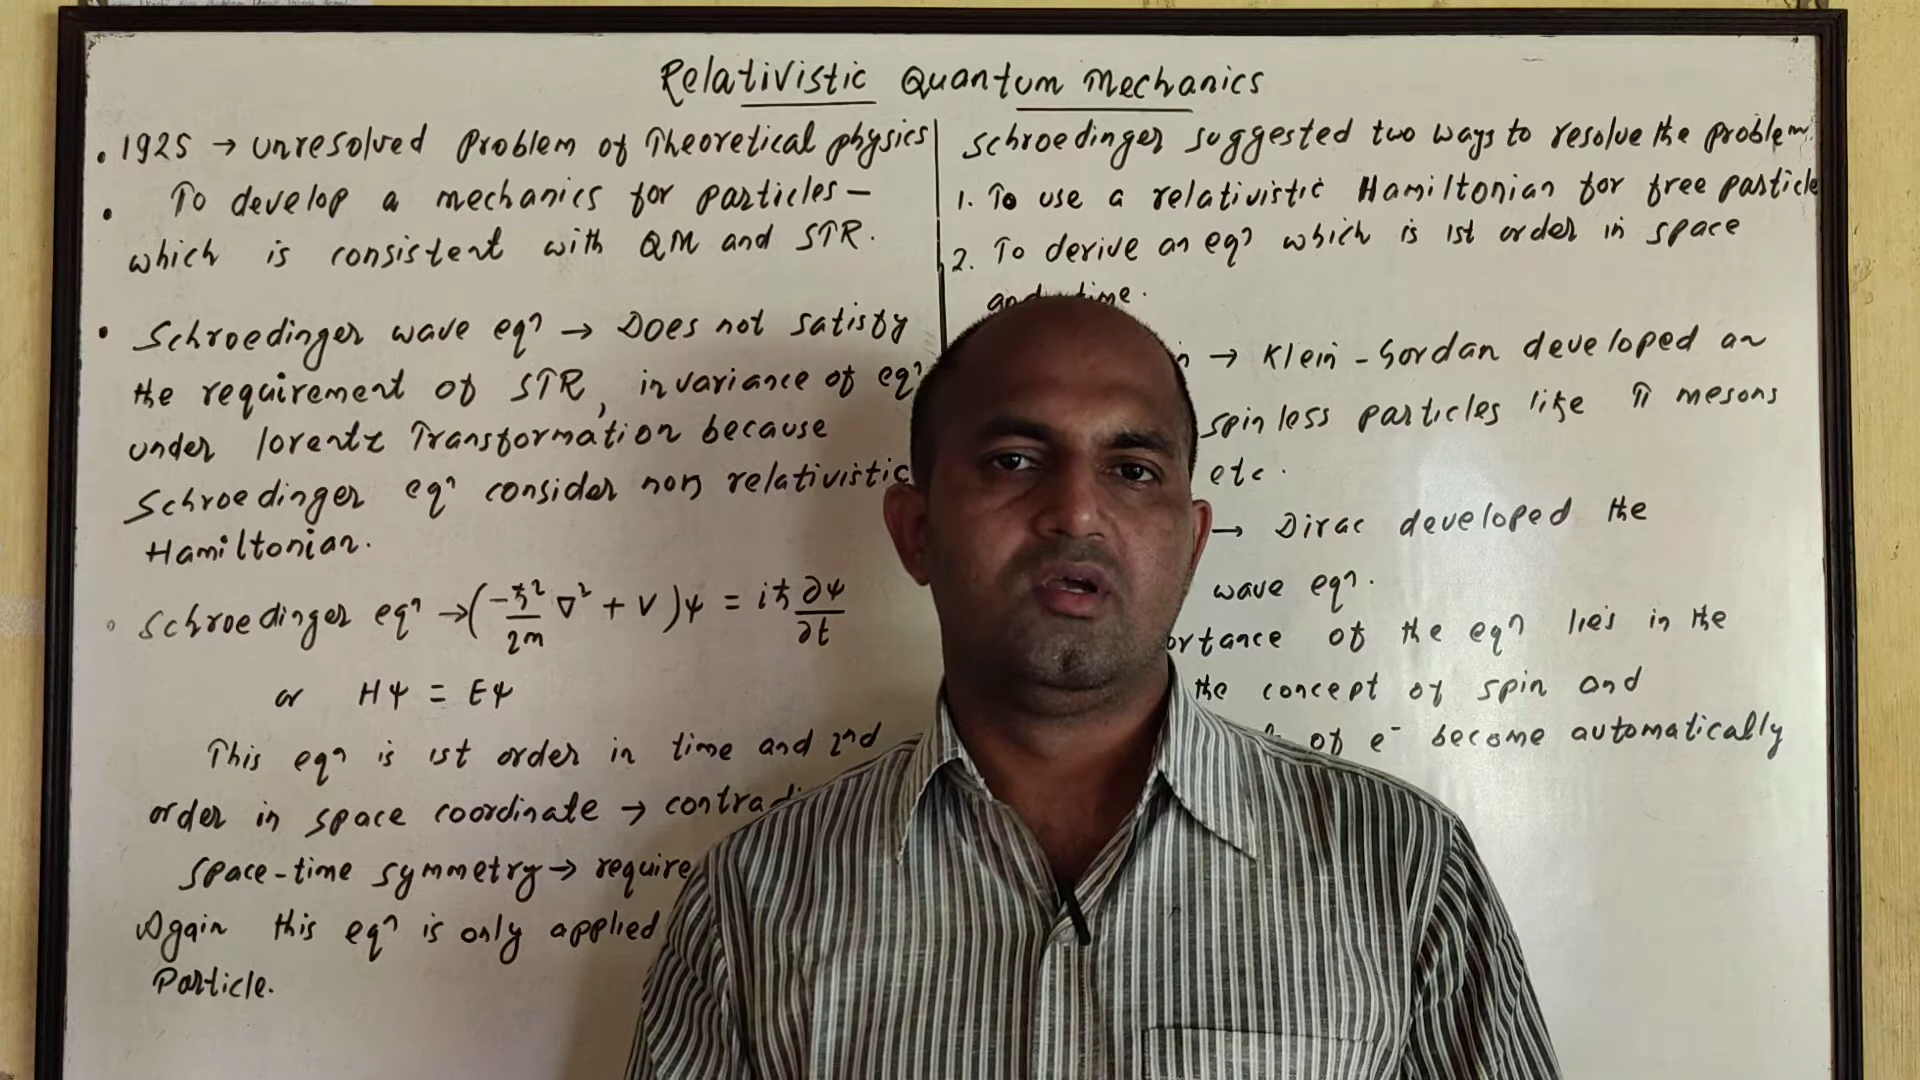 Relativistic Quantum Mechanics
. 1925 → unresolved Problem of Theoretical physics
. To develop a mechanics for particles –
which is consistent with QM and STR.
. Schroedinger wave eqn → Does not satisfy
the requirement of STR, invariance of eqn
under lorentz Transformation because
Schroedinger eqn consider non relativistic
Hamiltonian.
Schroedinger eqn → (-ħ²/2m ∇² + V)ψ = iħ ∂ψ/∂t
or Hψ = Eψ
This eqn is 1st order in time and 2nd
order in space coordinate →
Space-time symmetry → require
Again this eqn is only applied
Particle.
Schroedinger suggested two ways to resolve the problem.
1. To use a relativistic Hamiltonian for free particle
2. To derive an eqn which is 1st order in space
and time.
→ Klein-Gordan developed an
spinless particles like π mesons
etc.
→ Dirac developed the
wave eqn.
of the eqn lies in the
the concept of spin and
of e⁻ become automatically